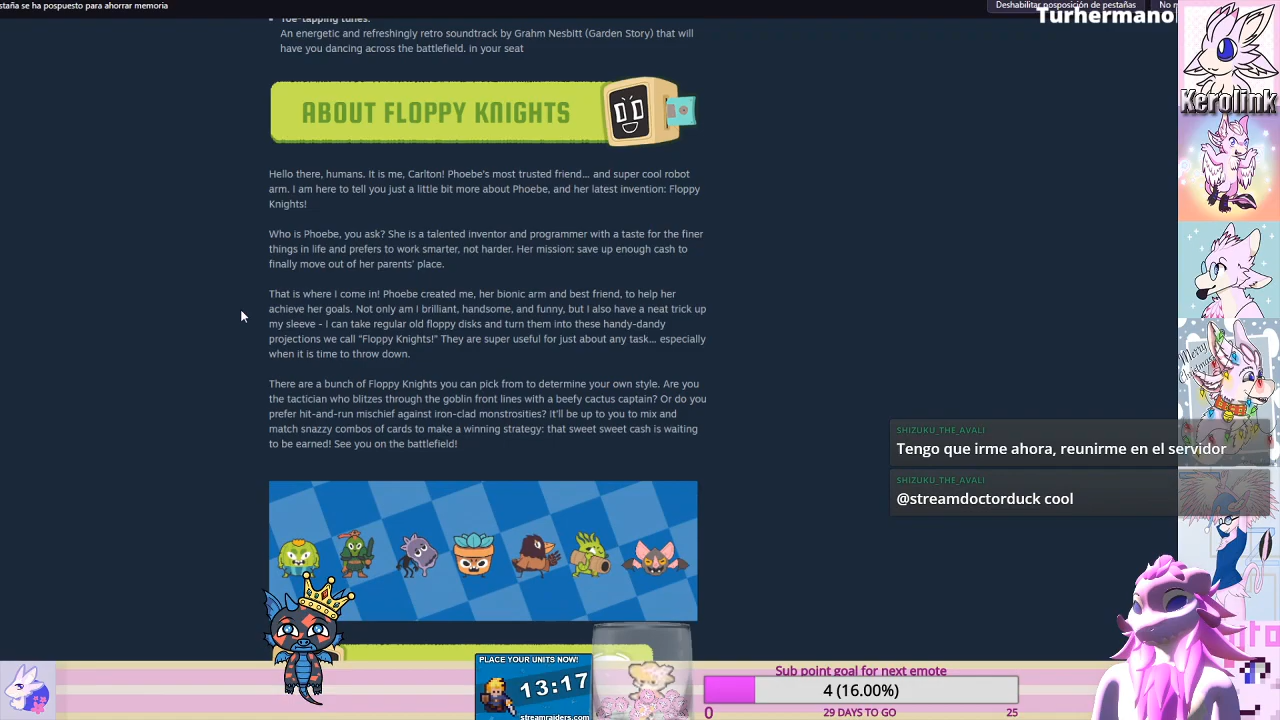 staña se ha pospuesto para ahorrar memoria
Deshabilitar posposición de pestañas
No n
Turhermano
Toe-tapping tunes.
An energetic and refreshingly retro soundtrack by Grahm Nesbitt (Garden Story) that will
have you dancing across the battlefield. in your seat
ABOUT FLOPPY KNIGHTS
Hello there, humans. It is me, Carlton! Phoebe's most trusted friend... and super cool robot
arm. I am here to tell you just a little bit more about Phoebe, and her latest invention: Floppy
Knights!
Who is Phoebe, you ask? She is a talented inventor and programmer with a taste for the finer
things in life and prefers to work smarter, not harder. Her mission: save up enough cash to
finally move out of her parents' place.
That is where I come in! Phoebe created me, her bionic arm and best friend, to help her
achieve her goals. Not only am I brilliant, handsome, and funny, but I also have a neat trick up
my sleeve - I can take regular old floppy disks and turn them into these handy-dandy
projections we call "Floppy Knights!" They are super useful for just about any task... especially
when it is time to throw down.
There are a bunch of Floppy Knights you can pick from to determine your own style. Are you
the tactician who blitzes through the goblin front lines with a beefy cactus captain? Or do you
prefer hit-and-run mischief against iron-clad monstrosities? It'll be up to you to mix and
match snazzy combos of cards to make a winning strategy: that sweet sweet cash is waiting
to be earned! See you on the battlefield!
Kerolink
Merry
Christmas
SHIZUKU_THE_AVALI
Tengo que irme ahora, reunirme en el servidor
SHIZUKU_THE_AVALI
@streamdoctorduck cool
PLACE YOUR UNITS NOW!
13:17
streamraiders.com
Sub point goal for next emote
4 (16.00%)
0
29 DAYS TO GO
25